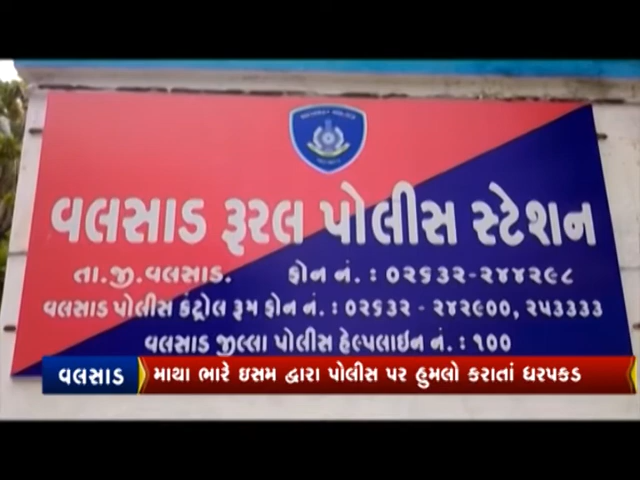 વલસાડ રૂરલ પોલીસ સ્ટેશન
તા.જી.વલસાડ. ફોન નં. : ૦૨૬૩૨-૨૪૪૨૯૮
વલસાડ પોલીસ કંટ્રોલ રૂમ ફોન નં. : ૦૨૬૩૨ - ૨૪૨૯૦૦, ૨૫૩૩૩૩
વલસાડ જીલ્લા પોલીસ હેલ્પલાઇન નં. : ૧૦૦
વલસાડ માથા ભારે ઇસમ દ્વારા પોલીસ પર હુમલો કરાતાં ધરપકડ